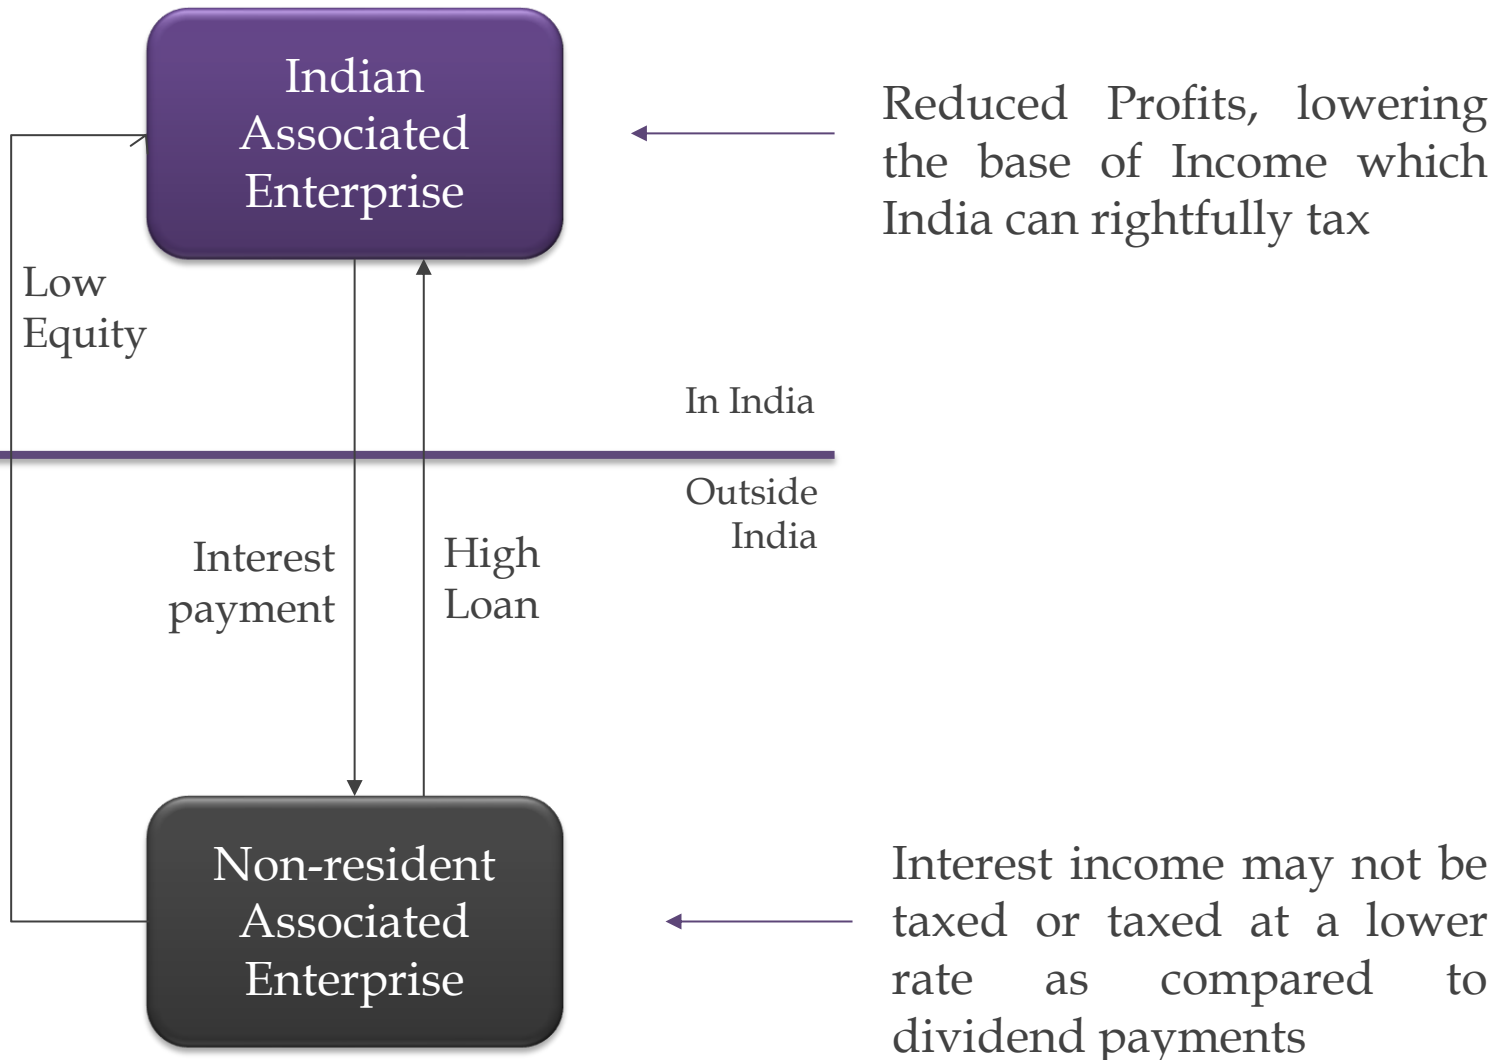 Indian
Associated
Enterprise
Reduced Profits, lowering
the base of Income which
India can rightfully tax
Low
Equity
In India
Outside
India
Interest
payment
High
Loan
Non-resident
Associated
Enterprise
Interest income may not be
taxed or taxed at a lower
rate as compared to
dividend payments